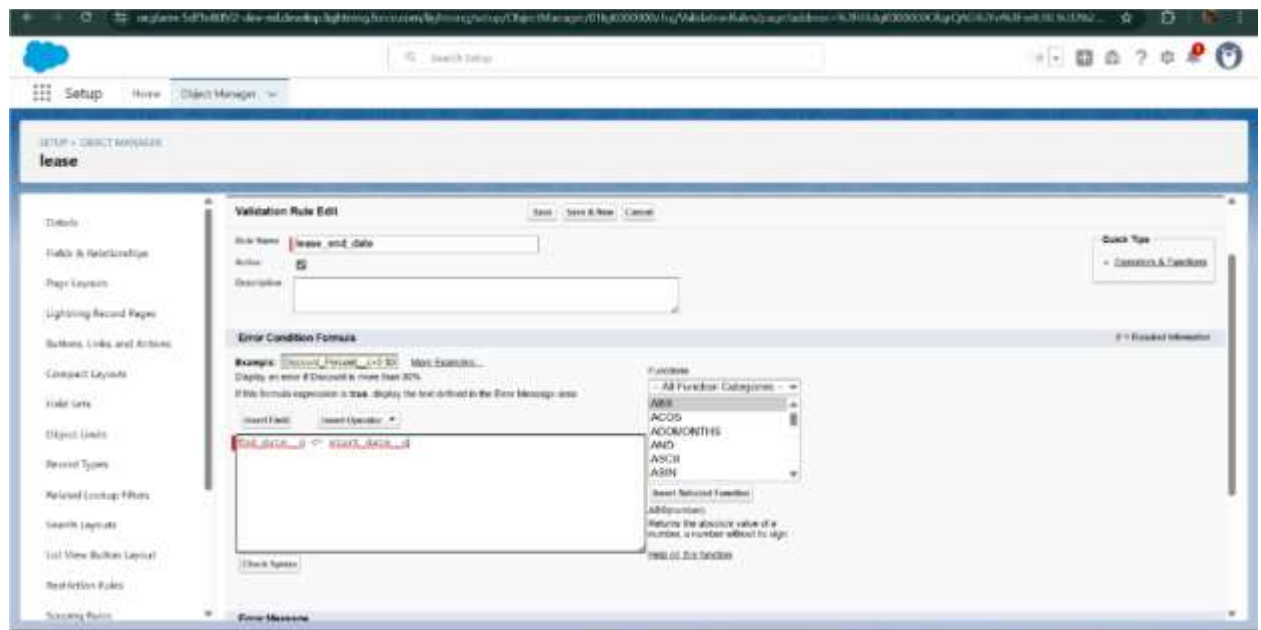 Search Setup
Setup Home Object Manager
SETUP > OBJECT MANAGER
lease
Details
Fields & Relationships
Page Layouts
Lightning Record Pages
Buttons, Links, and Actions
Compact Layouts
Field Sets
Object Limits
Record Types
Related Lookup Filters
Search Layouts
List View Button Layout
Restriction Rules
Scoping Rules
Validation Rule Edit
Save Save & New Cancel
Rule Name lease_end_date
Active
Description
Quick Tips
Operators & Functions
Error Condition Formula
= Required Information
Example: More Examples...
Display an error if Discount is more than 30%
If this formula expression is true, display the text defined in the Error Message area
Insert Field Insert Operator
End_date__c <= start_date__c
Functions
-- All Function Categories --
ABS
ACOS
ADDMONTHS
AND
ASCII
ASIN
Insert Selected Function
ABS(number)
Returns the absolute value of a
number, a number without its sign
Help on this function
Check Syntax
Error Message